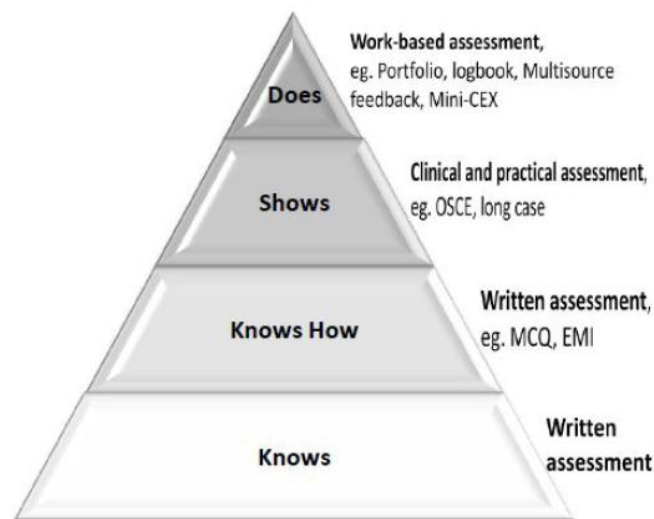 Does
Work-based assessment,
eg. Portfolio, logbook, Multisource
feedback, Mini-CEX
Shows
Clinical and practical assessment,
eg. OSCE, long case
Knows How
Written assessment,
eg. MCQ, EMI
Knows
Written
assessment